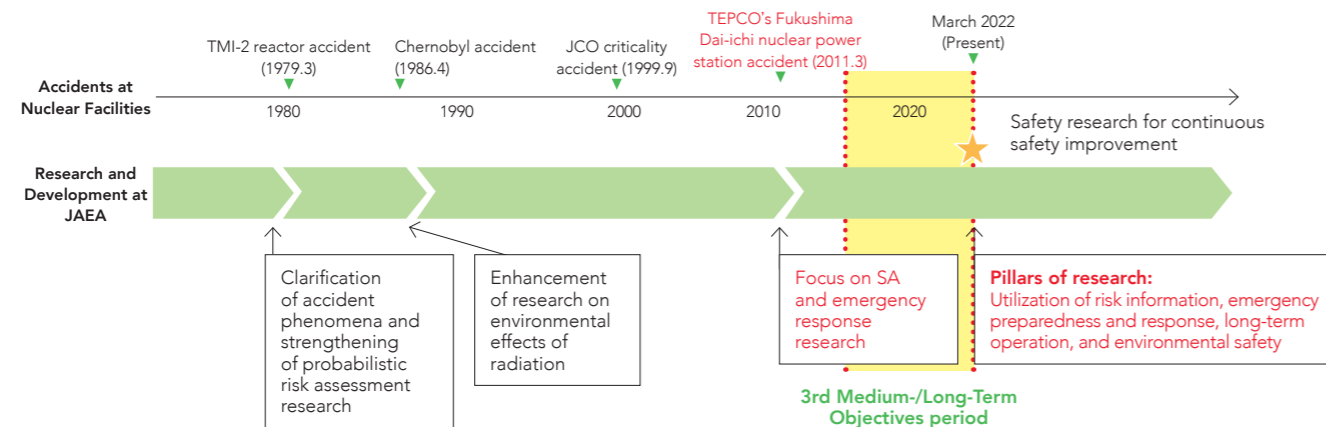 TMI-2 reactor accident
(1979.3)
Chernobyl accident
(1986.4)
JCO criticality
accident (1999.9)
TEPCO's Fukushima
Dai-ichi nuclear power
station accident (2011.3)
March 2022
(Present)
Accidents at
Nuclear Facilities
1980
1990
2000
2010
2020
Safety research for continuous
safety improvement
Research and
Development at
JAEA
Clarification
of accident
phenomena and
strengthening
of probabilistic
risk assessment
research
Enhancement
of research on
environmental
effects of
radiation
Focus on SA
and emergency
response
research
Pillars of research:
Utilization of risk information, emergency
preparedness and response, long-term
operation, and environmental safety
3rd Medium-/Long-Term
Objectives period